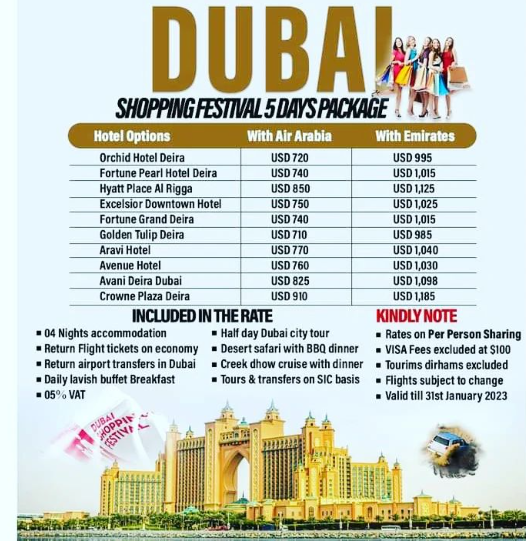 DUBAI
SHOPPING FESTIVAL 5 DAYS PACKAGE
Hotel Options With Air Arabia With Emirates
Orchid Hotel Deira USD 720 USD 995
Fortune Pearl Hotel Deira USD 740 USD 1,015
Hyatt Place Al Rigga USD 850 USD 1,125
Excelsior Downtown Hotel USD 750 USD 1,025
Fortune Grand Deira USD 740 USD 1,015
Golden Tulip Deira USD 710 USD 985
Aravi Hotel USD 770 USD 1,040
Avenue Hotel USD 760 USD 1,030
Avani Deira Dubai USD 825 USD 1,098
Crowne Plaza Deira USD 910 USD 1,185
INCLUDED IN THE RATE
▪ 04 Nights accommodation
▪ Return Flight tickets on economy
▪ Return airport transfers in Dubai
▪ Daily lavish buffet Breakfast
▪ 05% VAT
▪ Half day Dubai city tour
▪ Desert safari with BBQ dinner
▪ Creek dhow cruise with dinner
▪ Tours & transfers on SIC basis
KINDLY NOTE
▪ Rates on Per Person Sharing
▪ VISA Fees excluded at $100
▪ Tourims dirhams excluded
▪ Flights subject to change
▪ Valid till 31st January 2023
DUBAI
SHOPPING
FESTIVAL